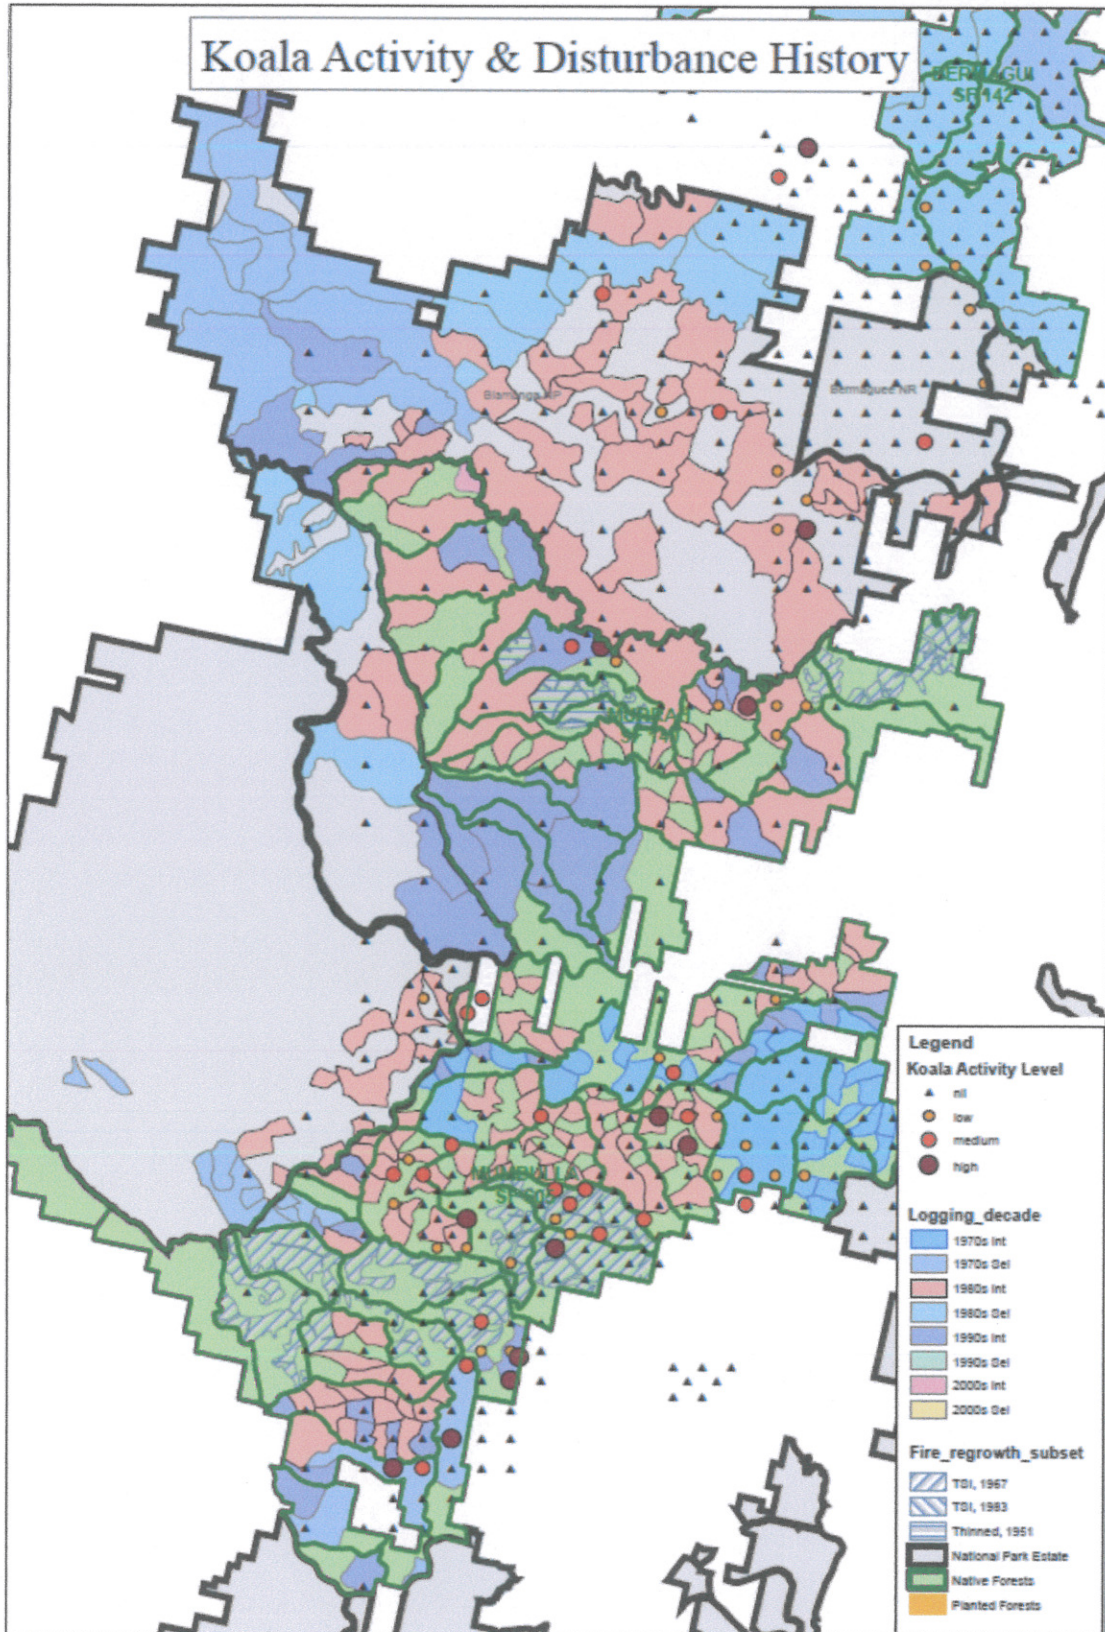 Koala Activity & Disturbance History
BERMAGUI
SF 142
Biamanga NP
Bermaguee NR
MUMBULLA
Legend
Koala Activity Level
nil
low
medium
high
Logging_decade
1970s Int
1970s Sel
1980s Int
1980s Sel
1990s Int
1990s Sel
2000s Int
2000s Sel
Fire_regrowth_subset
TSI, 1967
TSI, 1983
Thinned, 1951
National Park Estate
Native Forests
Planted Forests